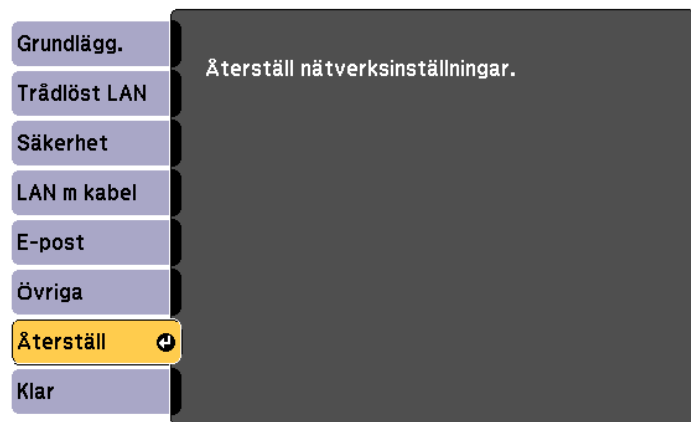 Grundlägg.
Trådlöst LAN
Säkerhet
LAN m kabel
E-post
Övriga
Återställ
Klar
Återställ nätverksinställningar.